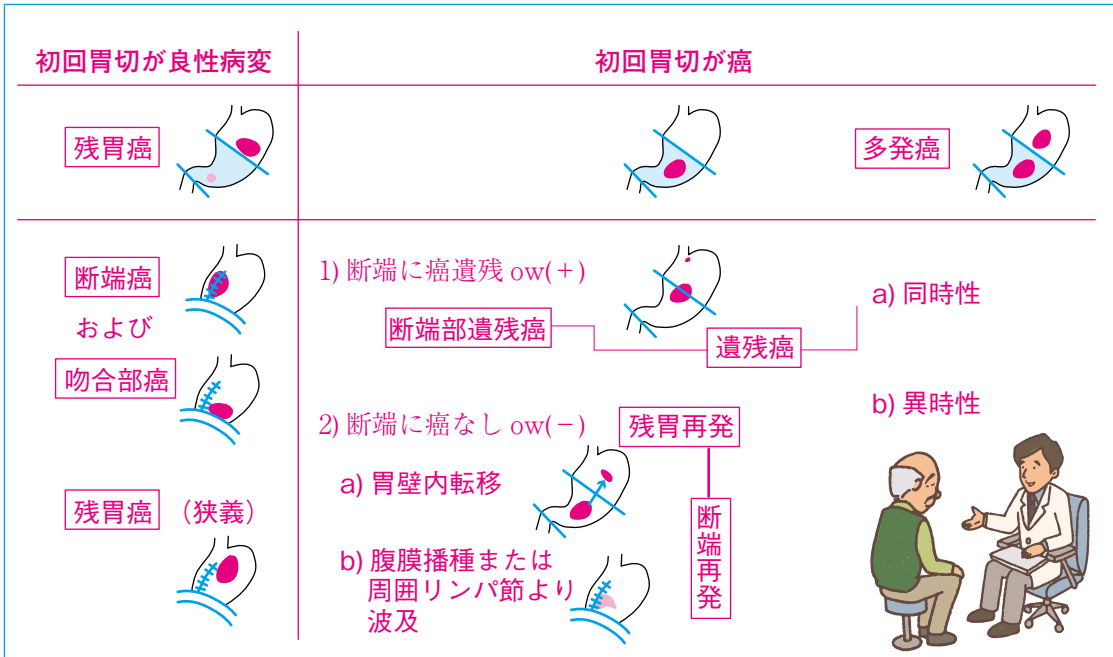 初回胃切が良性病変
初回胃切が癌
残胃癌
多発癌
断端癌
および
吻合部癌
残胃癌 （狭義）
1) 断端に癌遺残 ow(＋)
断端部遺残癌
遺残癌
2) 断端に癌なし ow(－)
残胃再発
a) 胃壁内転移
b) 腹膜播種または
周囲リンパ節より
波及
断端再発
a) 同時性
b) 異時性